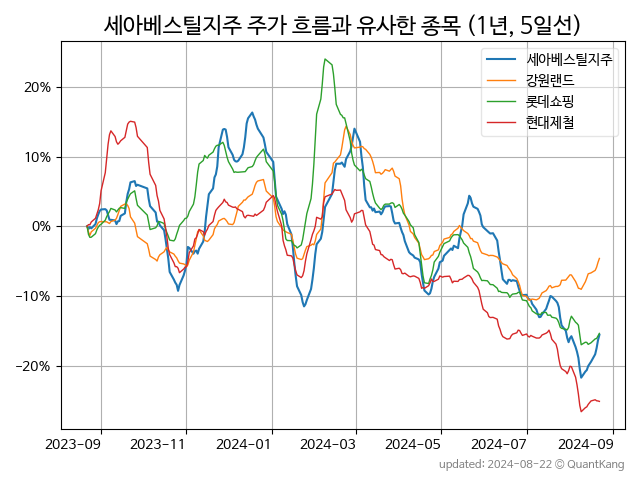 세아베스틸지주 주가 흐름과 유사한 종목 (1년, 5일선)
세아베스틸지주
강원랜드
롯데쇼핑
현대제철
20%
10%
0%
−10%
−20%
2023-09 2023-11 2024-01 2024-03 2024-05 2024-07 2024-09
updated: 2024-08-22 © QuantKang